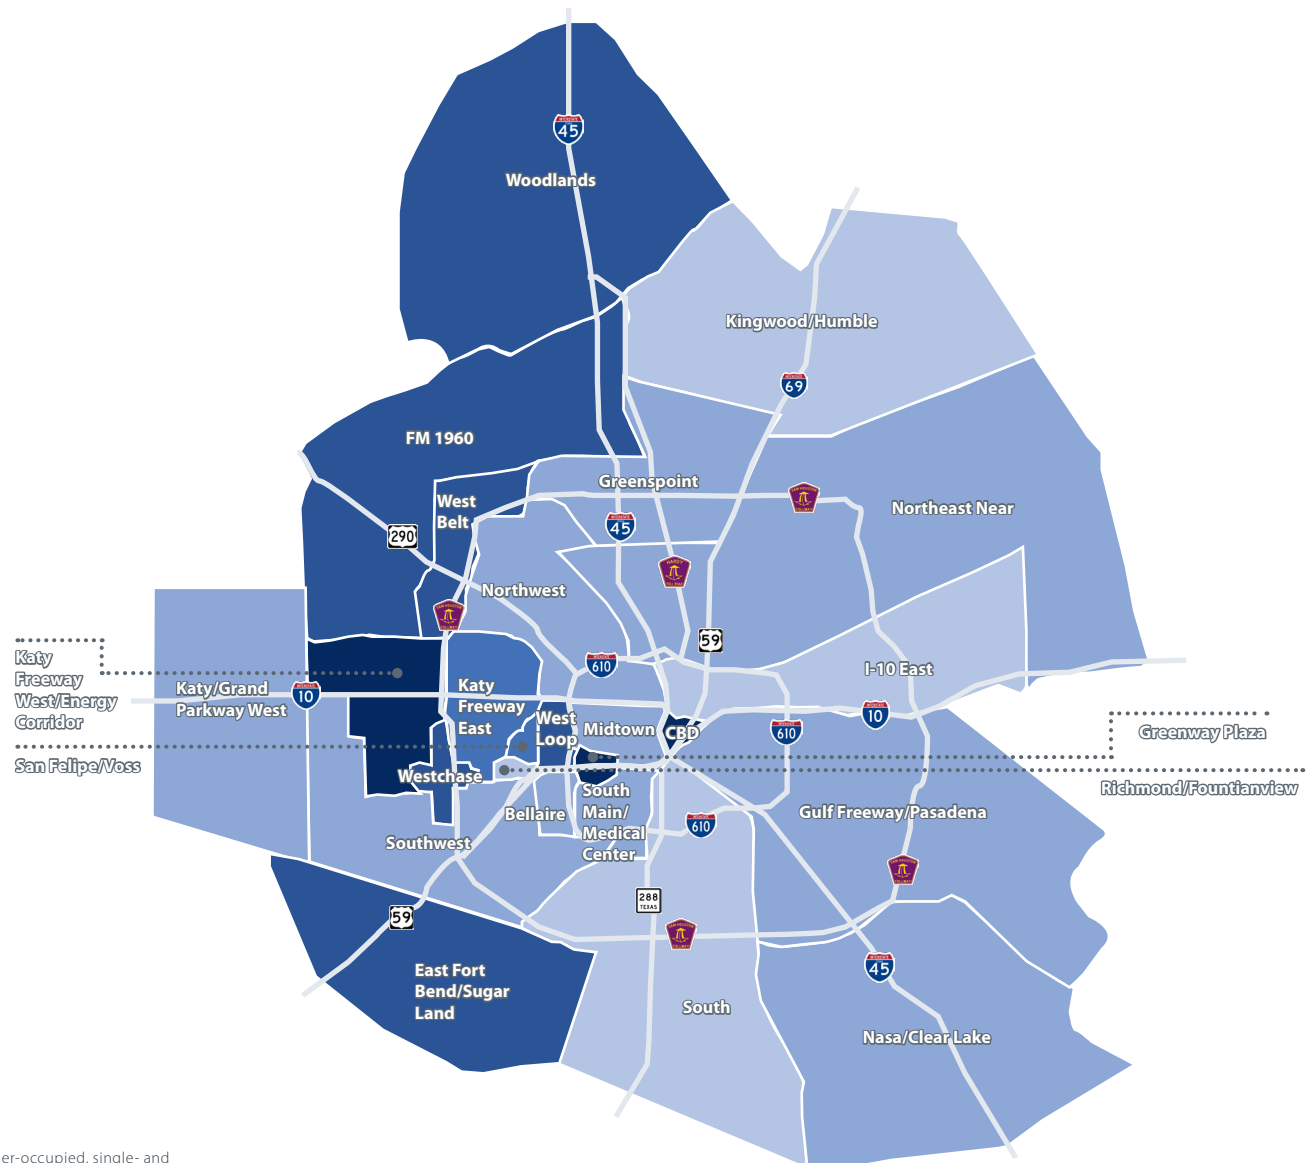 45
Woodlands
Kingwood/Humble
69
FM 1960
Greenspoint
West
Belt
Northeast Near
45
290
HARDY
Northwest
59
610
I-10 East
Katy
Freeway
West/Energy
Corridor
Katy/Grand
Parkway West
10
Katy
Freeway
East
West
Loop
Midtown
CBD
610
10
Greenway Plaza
San Felipe/Voss
Westchase
Richmond/Fountianview
South
Main/
Medical
Center
Bellaire
610
Gulf Freeway/Pasadena
Southwest
288
TEXAS
59
45
East Fort
Bend/Sugar
Land
South
Nasa/Clear Lake
er-occupied, single- and